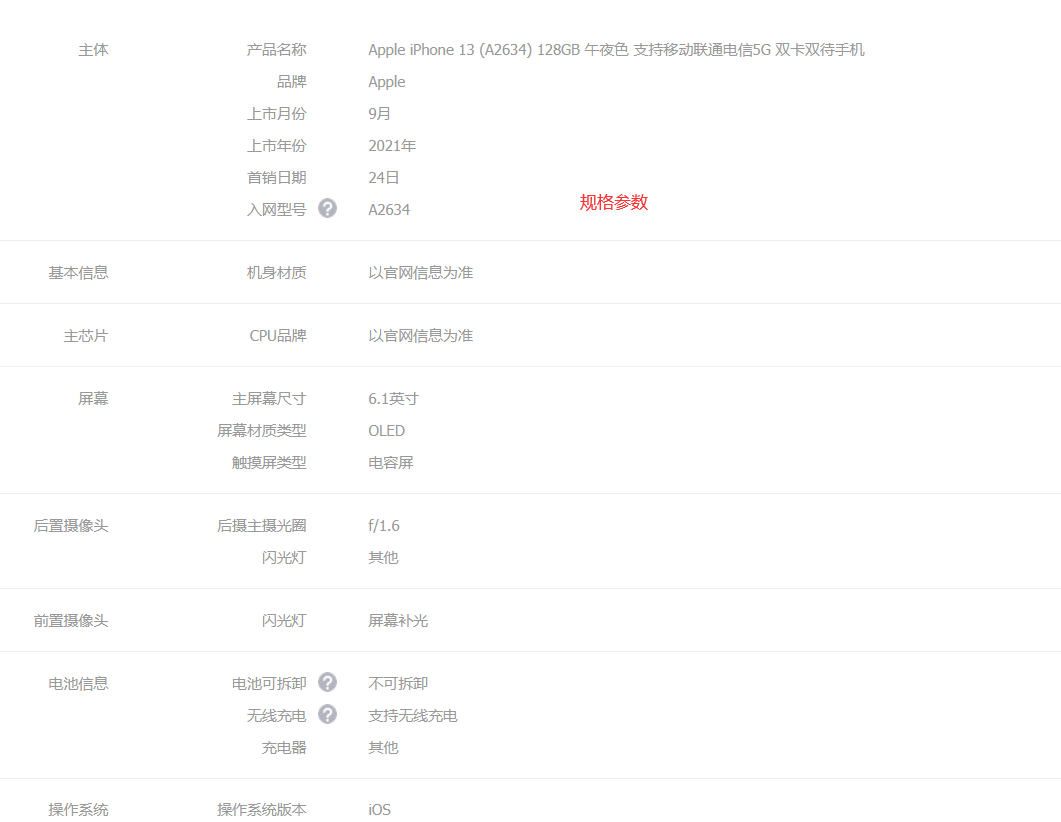 主体 产品名称 Apple iPhone 13 (A2634) 128GB 午夜色 支持移动联通电信5G 双卡双待手机
品牌 Apple
上市月份 9月
上市年份 2021年
首销日期 24日
规格参数
入网型号 ? A2634
基本信息 机身材质 以官网信息为准
主芯片 CPU品牌 以官网信息为准
屏幕 主屏幕尺寸 6.1英寸
屏幕材质类型 OLED
触摸屏类型 电容屏
后置摄像头 后摄主摄光圈 f/1.6
闪光灯 其他
前置摄像头 闪光灯 屏幕补光
电池信息 电池可拆卸 ? 不可拆卸
无线充电 ? 支持无线充电
充电器 其他
操作系统 操作系统版本 iOS